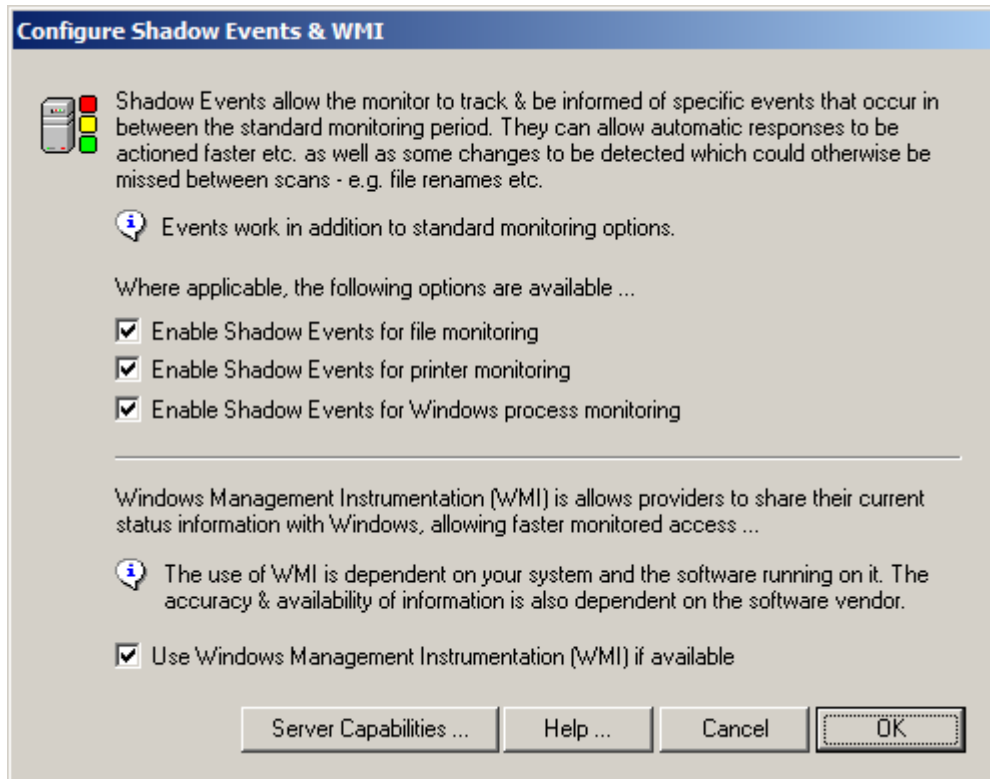 Configure Shadow Events & WMI
Shadow Events allow the monitor to track & be informed of specific events that occur in
between the standard monitoring period. They can allow automatic responses to be
actioned faster etc. as well as some changes to be detected which could otherwise be
missed between scans - e.g. file renames etc.
Events work in addition to standard monitoring options.
Where applicable, the following options are available ...
Enable Shadow Events for file monitoring
Enable Shadow Events for printer monitoring
Enable Shadow Events for Windows process monitoring
Windows Management Instrumentation (WMI) is allows providers to share their current
status information with Windows, allowing faster monitored access ...
The use of WMI is dependent on your system and the software running on it. The
accuracy & availability of information is also dependent on the software vendor.
Use Windows Management Instrumentation (WMI) if available
Server Capabilities ... Help ... Cancel OK